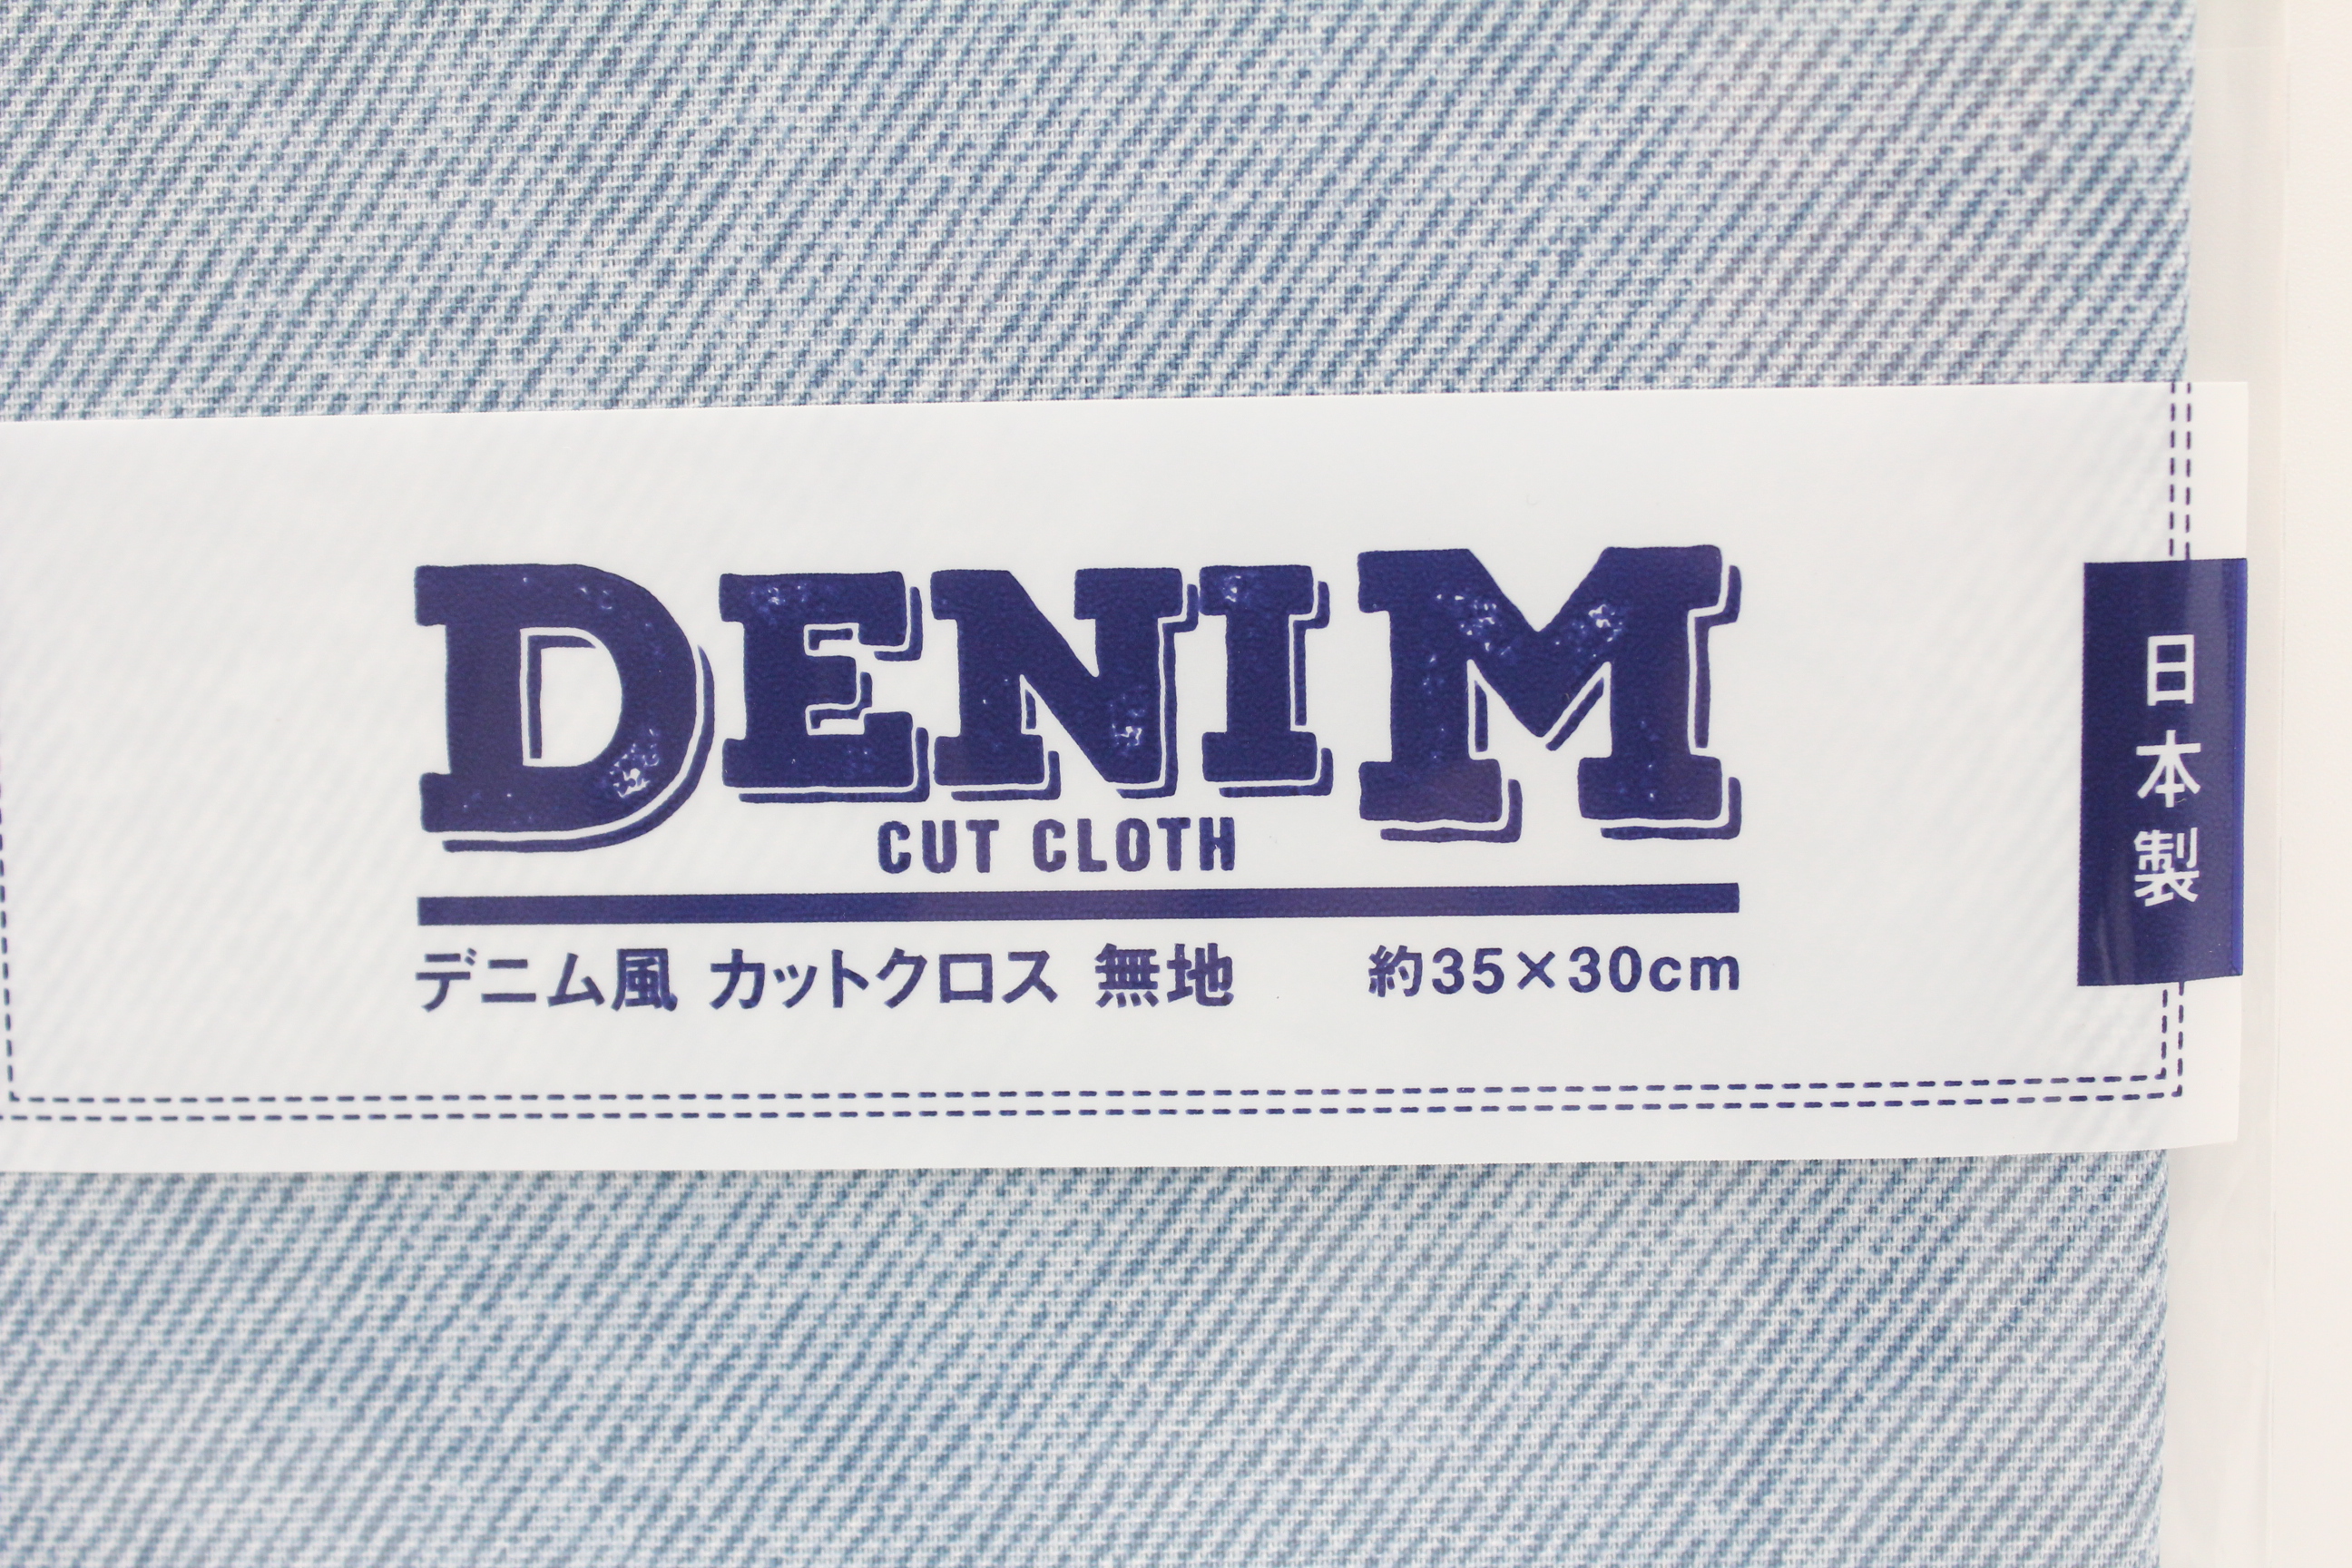 DENIM
CUT CLOTH
デニム風 カットクロス 無地 約35×30cm
日本製